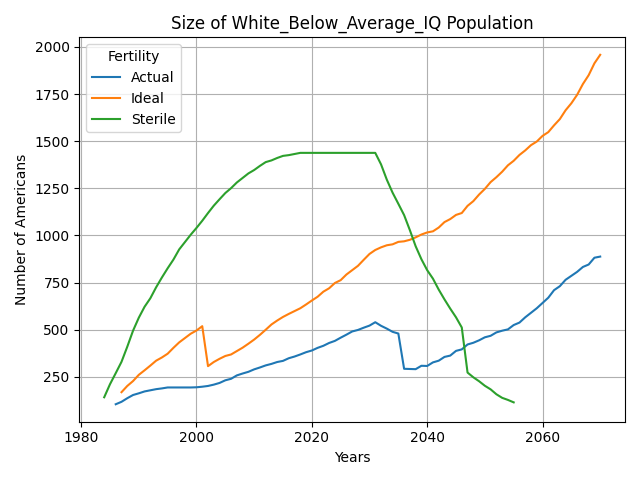 Size of White_Below_Average_IQ Population
Fertility
Actual
Ideal
Sterile
Number of Americans
2000
1750
1500
1250
1000
750
500
250
1980
2000
2020
2040
2060
Years